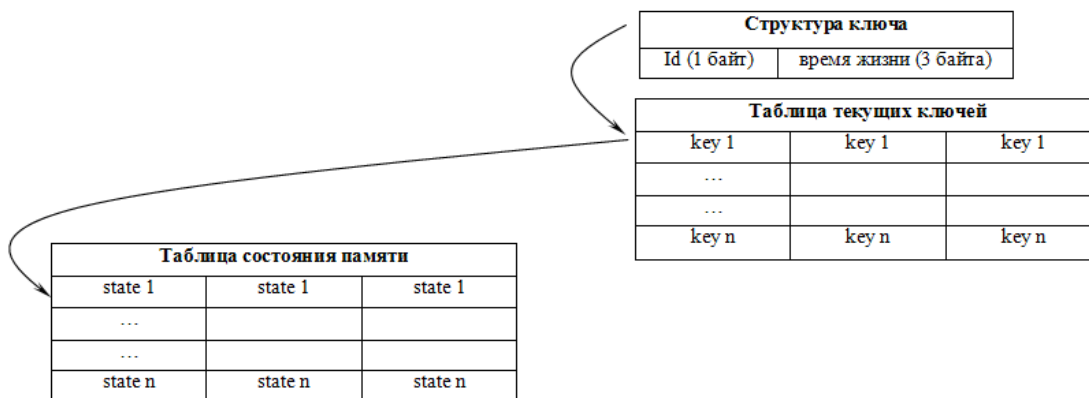 Структура ключа
Id (1 байт) время жизни (3 байта)
Таблица текущих ключей
key 1 key 1 key 1
...
...
key n key n key n
Таблица состояния памяти
state 1 state 1 state 1
...
...
state n state n state n